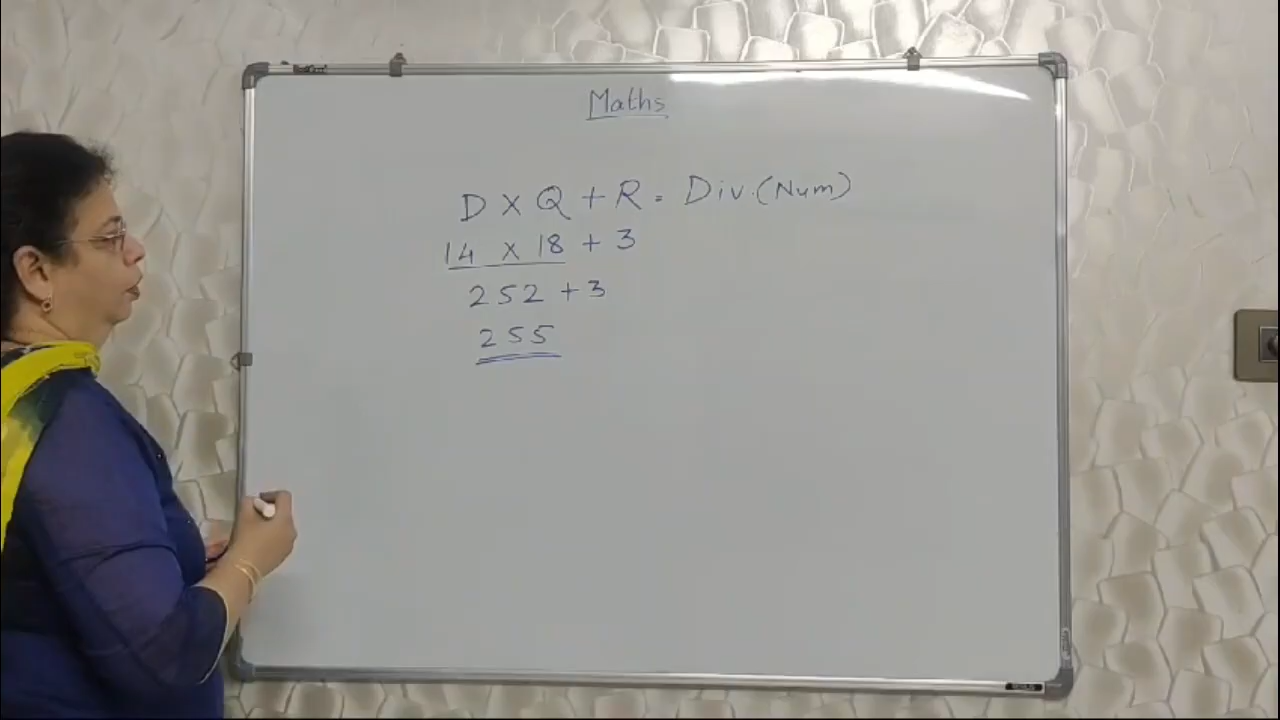 Maths
D × Q + R = Div. (Num)
14 × 18 + 3
252 + 3
255